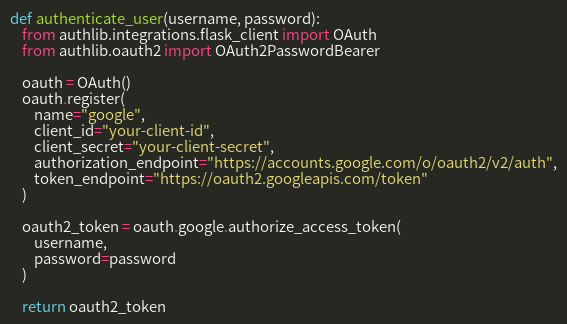 def authenticate_user(username, password):
from authlib.integrations.flask_client import OAuth
from authlib.oauth2 import OAuth2PasswordBearer
oauth = OAuth()
oauth.register(
name="google",
client_id="your-client-id",
client_secret="your-client-secret",
authorization_endpoint="https://accounts.google.com/o/oauth2/v2/auth",
token_endpoint="https://oauth2.googleapis.com/token"
)
oauth2_token = oauth.google.authorize_access_token(
username,
password=password
)
return oauth2_token